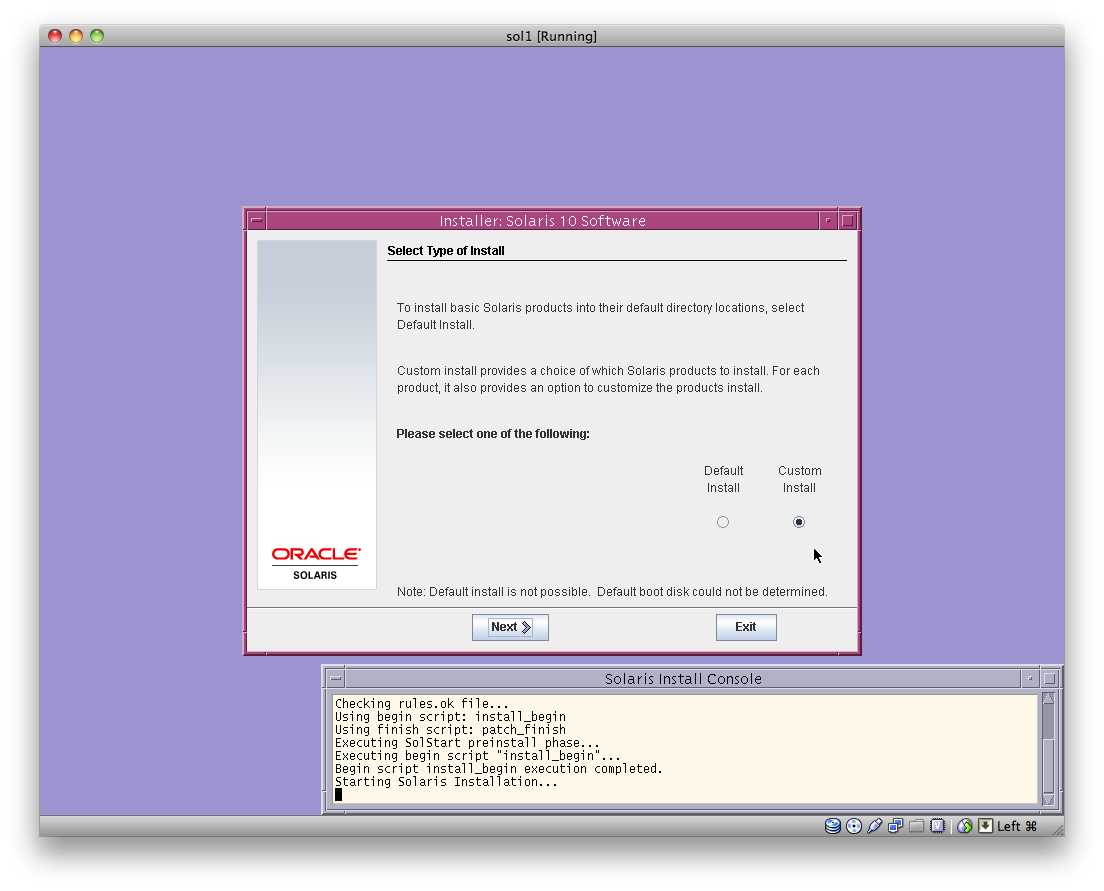 sol1 [Running]
Installer: Solaris 10 Software
Select Type of Install
To install basic Solaris products into their default directory locations, select
Default Install.
Custom install provides a choice of which Solaris products to install. For each
product, it also provides an option to customize the products install.
Please select one of the following:
Default Custom
Install Install
ORACLE
SOLARIS
Note: Default install is not possible. Default boot disk could not be determined.
Next Exit
Solaris Install Console
Checking rules.ok file...
Using begin script: install_begin
Using finish script: patch_finish
Executing SolStart preinstall phase...
Executing begin script "install_begin"...
Begin script install_begin execution completed.
Starting Solaris Installation...
Left ⌘